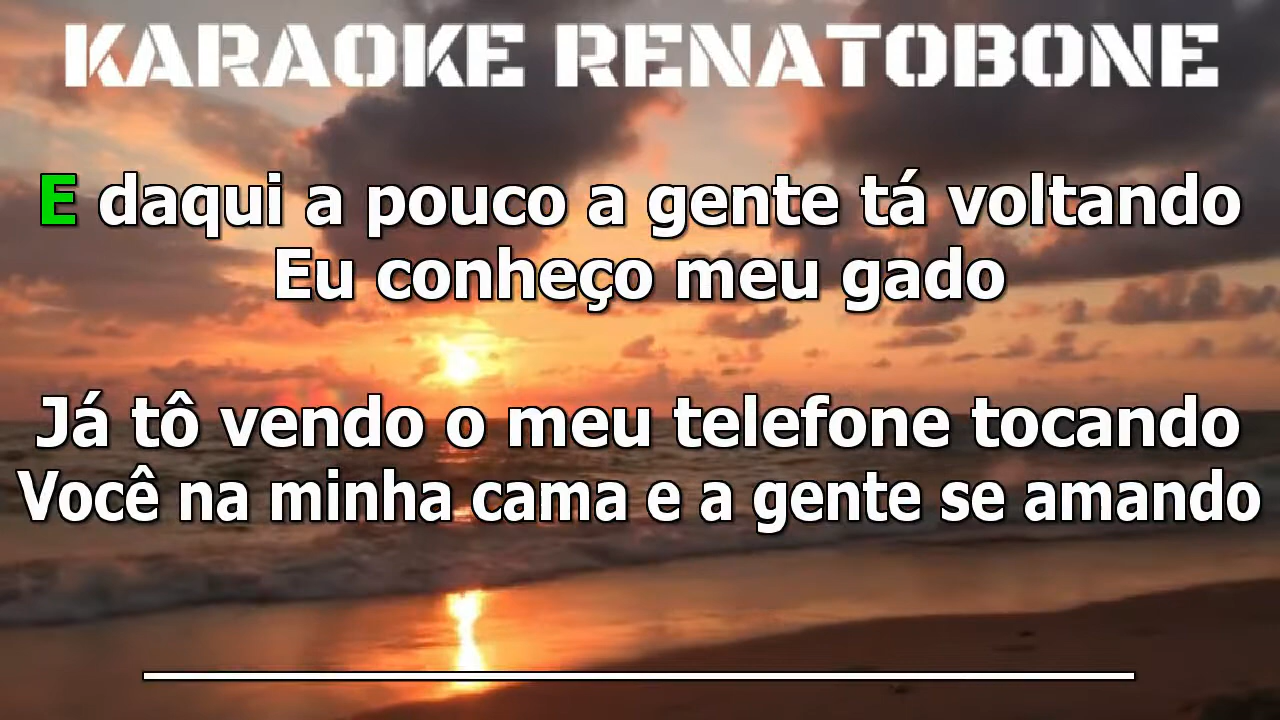 KARAOKE RENATOBONE
E daqui a pouco a gente tá voltando
Eu conheço meu gado
Já tô vendo o meu telefone tocando
Você na minha cama e a gente se amando